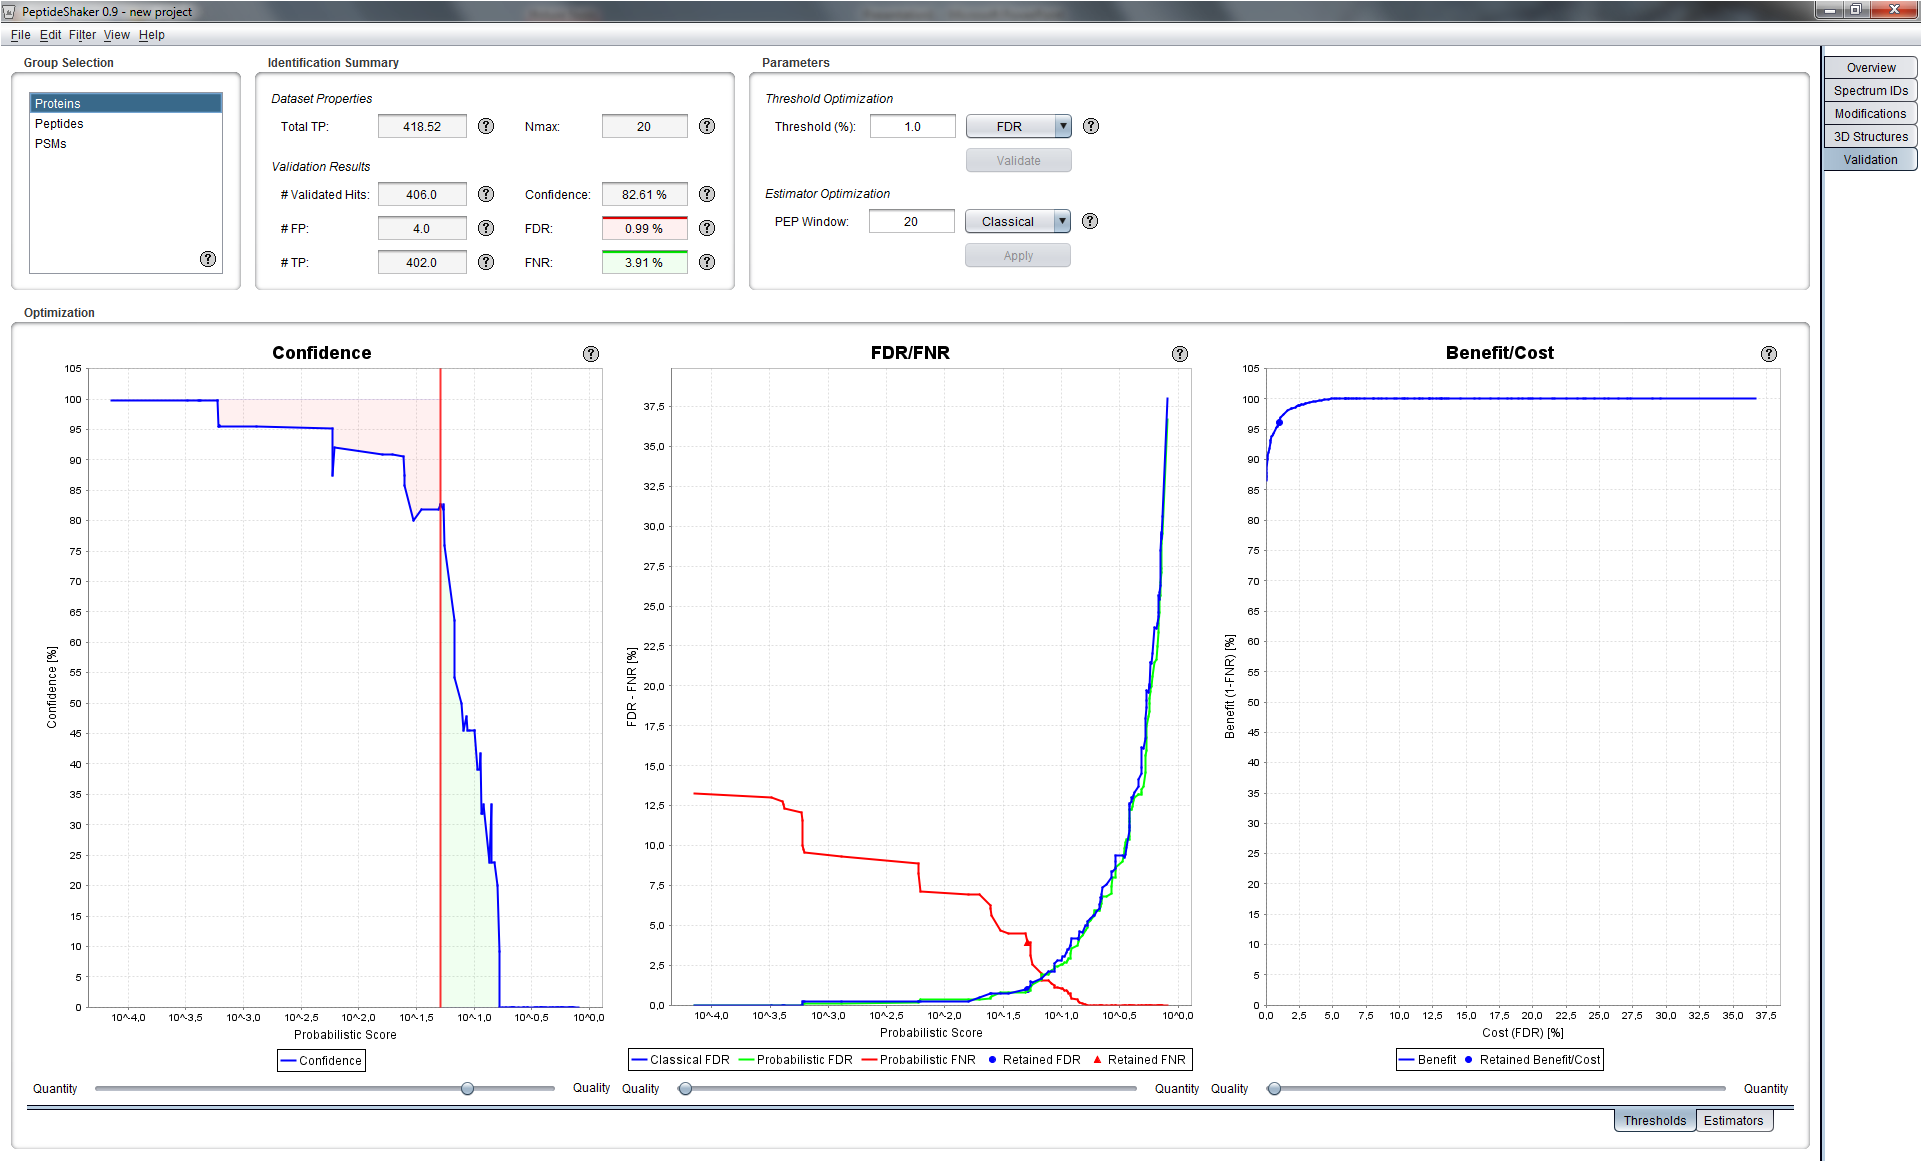 PeptideShaker 0.9 - new project
File Edit Filter View Help
Group Selection
Proteins
Peptides
PSMs
?
Identification Summary
Dataset Properties
Total TP: 418.52 ? Nmax: 20 ?
Validation Results
# Validated Hits: 406.0 ? Confidence: 82.61 % ?
# FP: 4.0 ? FDR: 0.99 % ?
# TP: 402.0 ? FNR: 3.91 % ?
Parameters
Threshold Optimization
Threshold (%): 1.0 FDR ?
Validate
Estimator Optimization
PEP Window: 20 Classical ?
Apply
Overview
Spectrum IDs
Modifications
3D Structures
Validation
Optimization
Confidence ?
105
100
95
90
85
80
75
70
65
60
55
50
45
40
35
30
25
20
15
10
5
0
Confidence [%]
10^-4,0 10^-3,5 10^-3,0 10^-2,5 10^-2,0 10^-1,5 10^-1,0 10^-0,5 10^0,0
Probabilistic Score
Confidence
Quantity Quality
FDR/FNR ?
37,5
35,0
32,5
30,0
27,5
25,0
22,5
20,0
17,5
15,0
12,5
10,0
7,5
5,0
2,5
0,0
FDR - FNR [%]
10^-4,0 10^-3,5 10^-3,0 10^-2,5 10^-2,0 10^-1,5 10^-1,0 10^-0,5 10^0,0
Probabilistic Score
Classical FDR Probabilistic FDR Probabilistic FNR Retained FDR Retained FNR
Quality Quantity
Benefit/Cost ?
105
100
95
90
85
80
75
70
65
60
55
50
45
40
35
30
25
20
15
10
5
0
Benefit (1-FNR) [%]
0,0 2,5 5,0 7,5 10,0 12,5 15,0 17,5 20,0 22,5 25,0 27,5 30,0 32,5 35,0 37,5
Cost (FDR) [%]
Benefit Retained Benefit/Cost
Quality Quantity
Thresholds Estimators